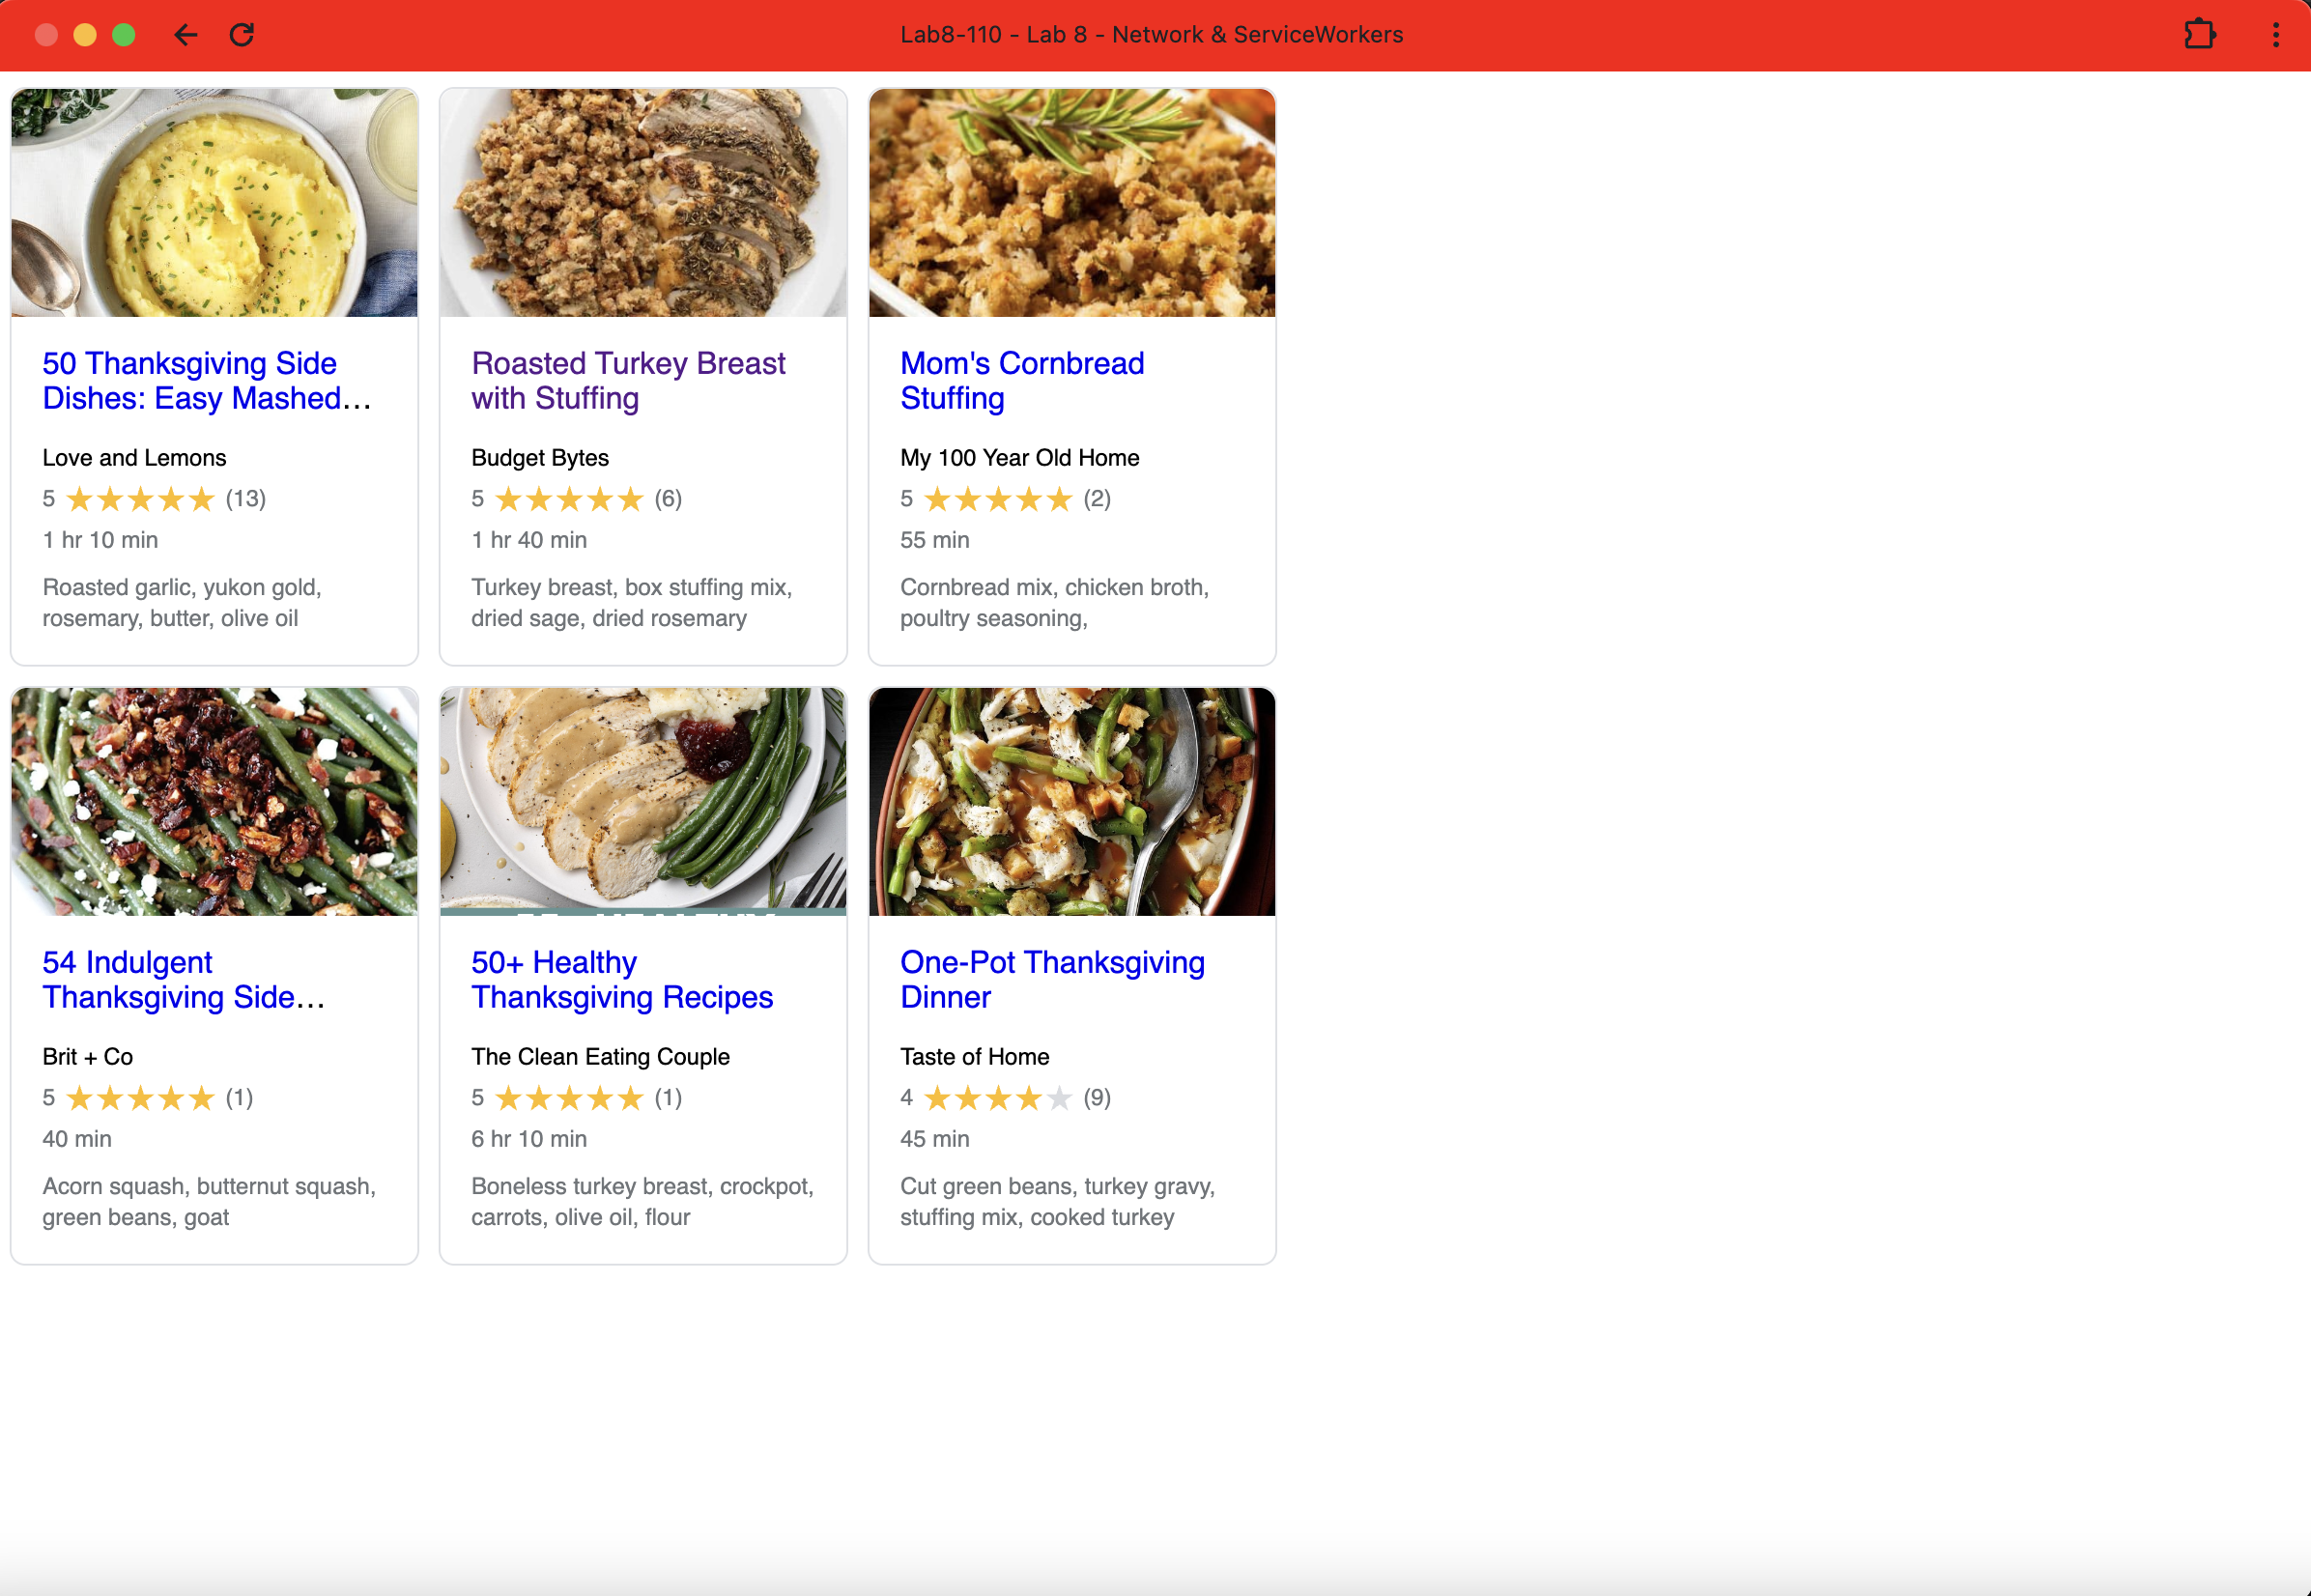 Lab8-110 - Lab 8 - Network & ServiceWorkers
50 Thanksgiving Side
Dishes: Easy Mashed...
Love and Lemons
5 ★★★★★ (13)
1 hr 10 min
Roasted garlic, yukon gold,
rosemary, butter, olive oil
Roasted Turkey Breast
with Stuffing
Budget Bytes
5 ★★★★★ (6)
1 hr 40 min
Turkey breast, box stuffing mix,
dried sage, dried rosemary
Mom's Cornbread
Stuffing
My 100 Year Old Home
5 ★★★★★ (2)
55 min
Cornbread mix, chicken broth,
poultry seasoning,
54 Indulgent
Thanksgiving Side...
Brit + Co
5 ★★★★★ (1)
40 min
Acorn squash, butternut squash,
green beans, goat
50+ Healthy
Thanksgiving Recipes
The Clean Eating Couple
5 ★★★★★ (1)
6 hr 10 min
Boneless turkey breast, crockpot,
carrots, olive oil, flour
One-Pot Thanksgiving
Dinner
Taste of Home
4 ★★★★★ (9)
45 min
Cut green beans, turkey gravy,
stuffing mix, cooked turkey